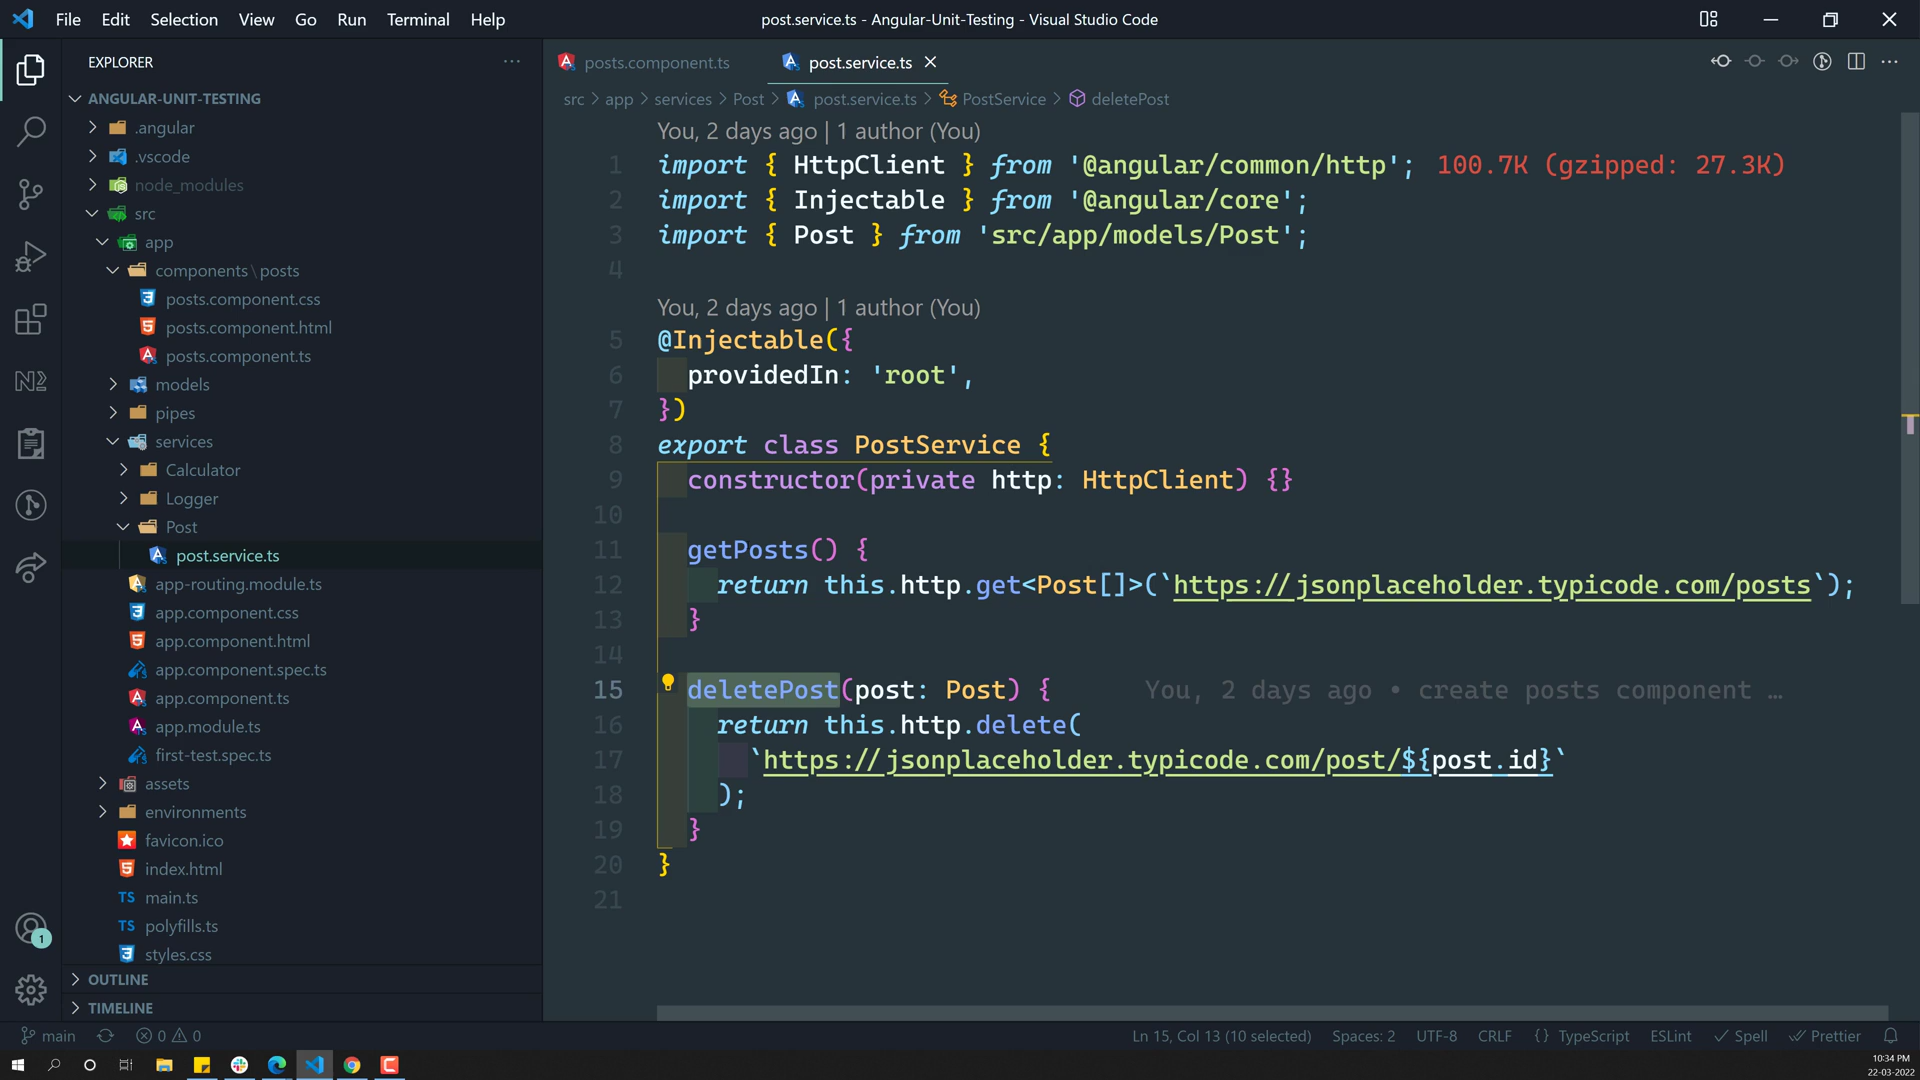 File Edit Selection View Go Run Terminal Help
post.service.ts - Angular-Unit-Testing - Visual Studio Code
EXPLORER
ANGULAR-UNIT-TESTING
.angular
.vscode
node_modules
src
app
components\posts
posts.component.css
posts.component.html
posts.component.ts
models
pipes
services
Calculator
Logger
Post
post.service.ts
app-routing.module.ts
app.component.css
app.component.html
app.component.spec.ts
app.component.ts
app.module.ts
first-test.spec.ts
assets
environments
favicon.ico
index.html
TS main.ts
TS polyfills.ts
styles.css
OUTLINE
TIMELINE
posts.component.ts
post.service.ts
src > app > services > Post > post.service.ts > PostService > deletePost
You, 2 days ago | 1 author (You)
1 import { HttpClient } from '@angular/common/http'; 100.7K (gzipped: 27.3K)
2 import { Injectable } from '@angular/core';
3 import { Post } from 'src/app/models/Post';
4
You, 2 days ago | 1 author (You)
5 @Injectable({
6 providedIn: 'root',
7 })
8 export class PostService {
9 constructor(private http: HttpClient) {}
10
11 getPosts() {
12 return this.http.get<Post[]>(`https://jsonplaceholder.typicode.com/posts`);
13 }
14
15 deletePost(post: Post) { You, 2 days ago • create posts component …
16 return this.http.delete(
17 `https://jsonplaceholder.typicode.com/post/${post.id}`
18 );
19 }
20 }
21
1
main 0 0
Ln 15, Col 13 (10 selected) Spaces: 2 UTF-8 CRLF {} TypeScript ESLint Spell Prettier
10:34 PM
22-03-2022